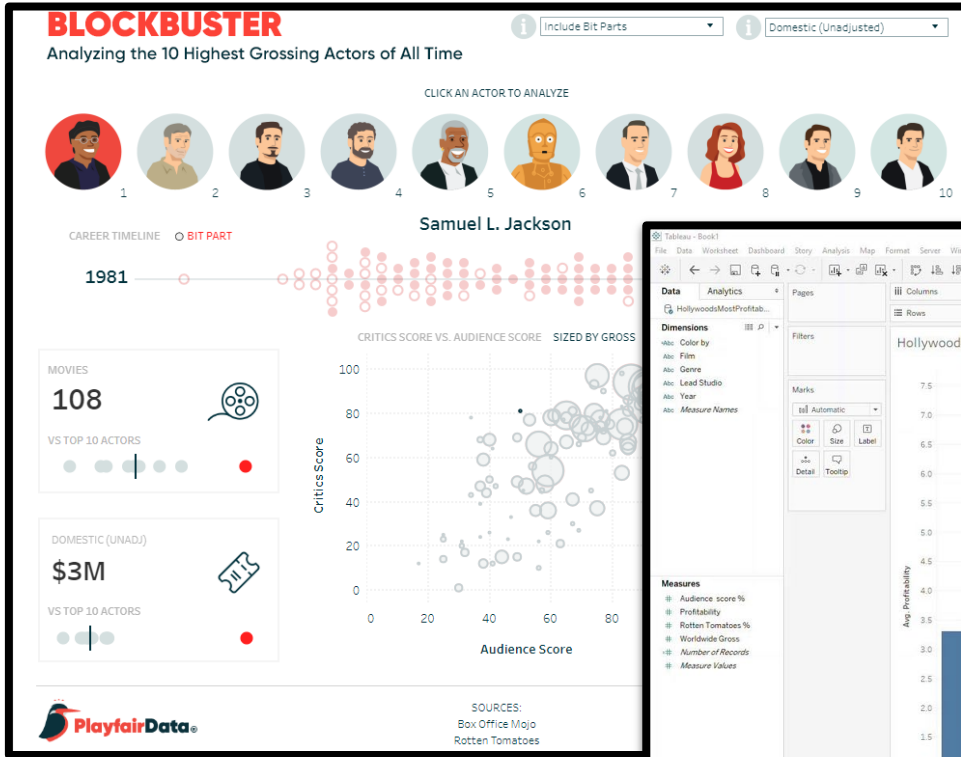 BLOCKBUSTER
Analyzing the 10 Highest Grossing Actors of All Time
i Include Bit Parts
i Domestic (Unadjusted)
CLICK AN ACTOR TO ANALYZE
1 2 3 4 5 6 7 8 9 10
Samuel L. Jackson
CAREER TIMELINE BIT PART
1981
CRITICS SCORE VS. AUDIENCE SCORE SIZED BY GROSS
MOVIES
108
VS TOP 10 ACTORS
DOMESTIC (UNADJ)
$3M
VS TOP 10 ACTORS
Critics Score
100
80
60
40
20
0
0 20 40 60 80
Audience Score
PlayfairData®
SOURCES:
Box Office Mojo
Rotten Tomatoes
Tableau - Book1
File Data Worksheet Dashboard Story Analysis Map Format Server Wi
Data Analytics
HollywoodsMostProfitab...
Dimensions
Abc Color by
Abc Film
Abc Genre
Abc Lead Studio
Abc Year
Abc Measure Names
Measures
# Audience score %
# Profitability
# Rotten Tomatoes %
# Worldwide Gross
# Number of Records
# Measure Values
Pages
Filters
Marks
Automatic
Color Size Label
Detail Tooltip
Columns
Rows
Hollywood
Avg. Profitability
7.5
7.0
6.5
6.0
5.5
5.0
4.5
4.0
3.5
3.0
2.5
2.0
1.5